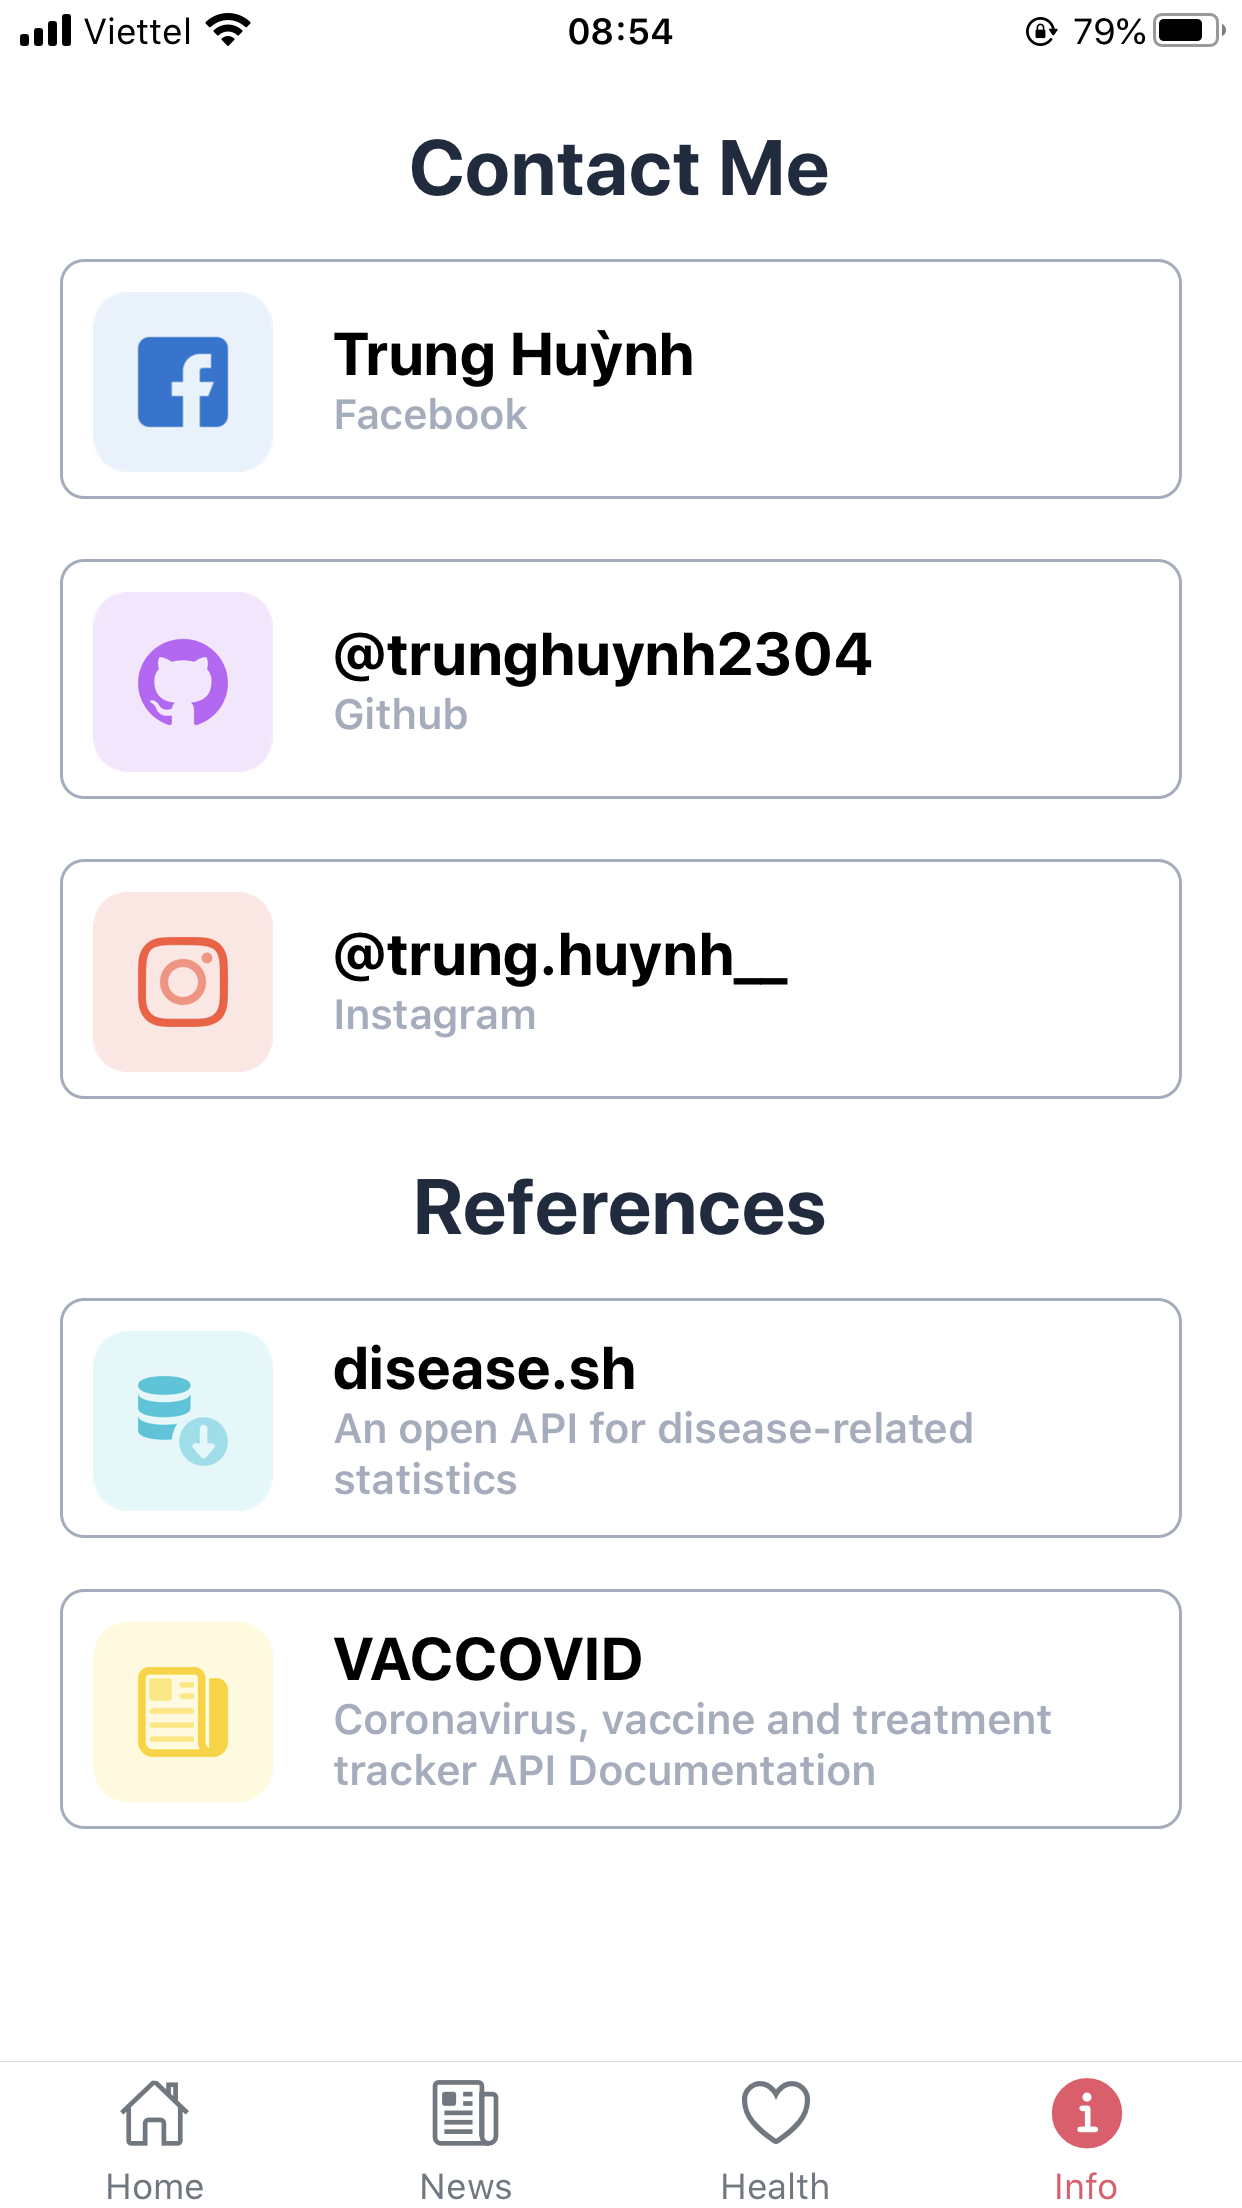 Viettel 08:54 79%
Contact Me
Trung Huỳnh
Facebook
@trunghuynh2304
Github
@trung.huynh__
Instagram
References
disease.sh
An open API for disease-related
statistics
VACCOVID
Coronavirus, vaccine and treatment
tracker API Documentation
Home News Health Info